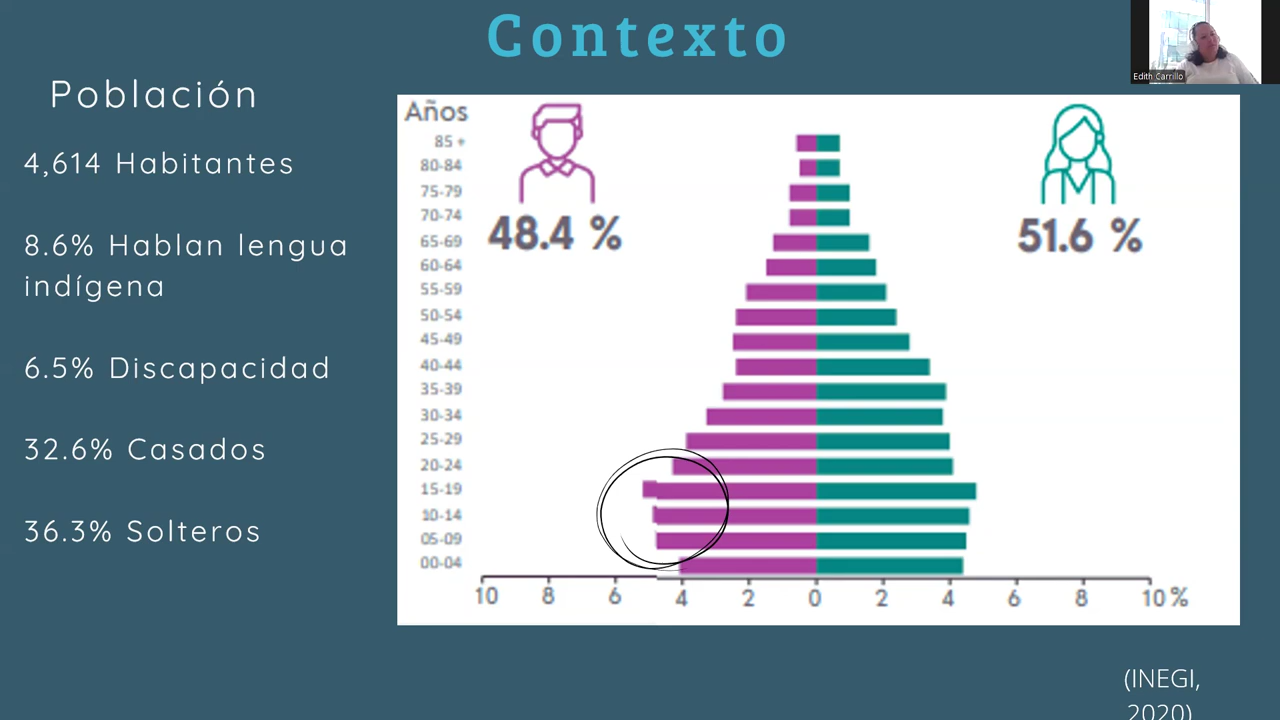 Contexto
Edith Carrillo
Población
4,614 Habitantes
8.6% Hablan lengua
indígena
6.5% Discapacidad
32.6% Casados
36.3% Solteros
Años
48.4 %
51.6 %
85 +
80-84
75-79
70-74
65-69
60-64
55-59
50-54
45-49
40-44
35-39
30-34
25-29
20-24
15-19
10-14
05-09
00-04
10 8 6 4 2 0 2 4 6 8 10 %
(INEGI,
2020)